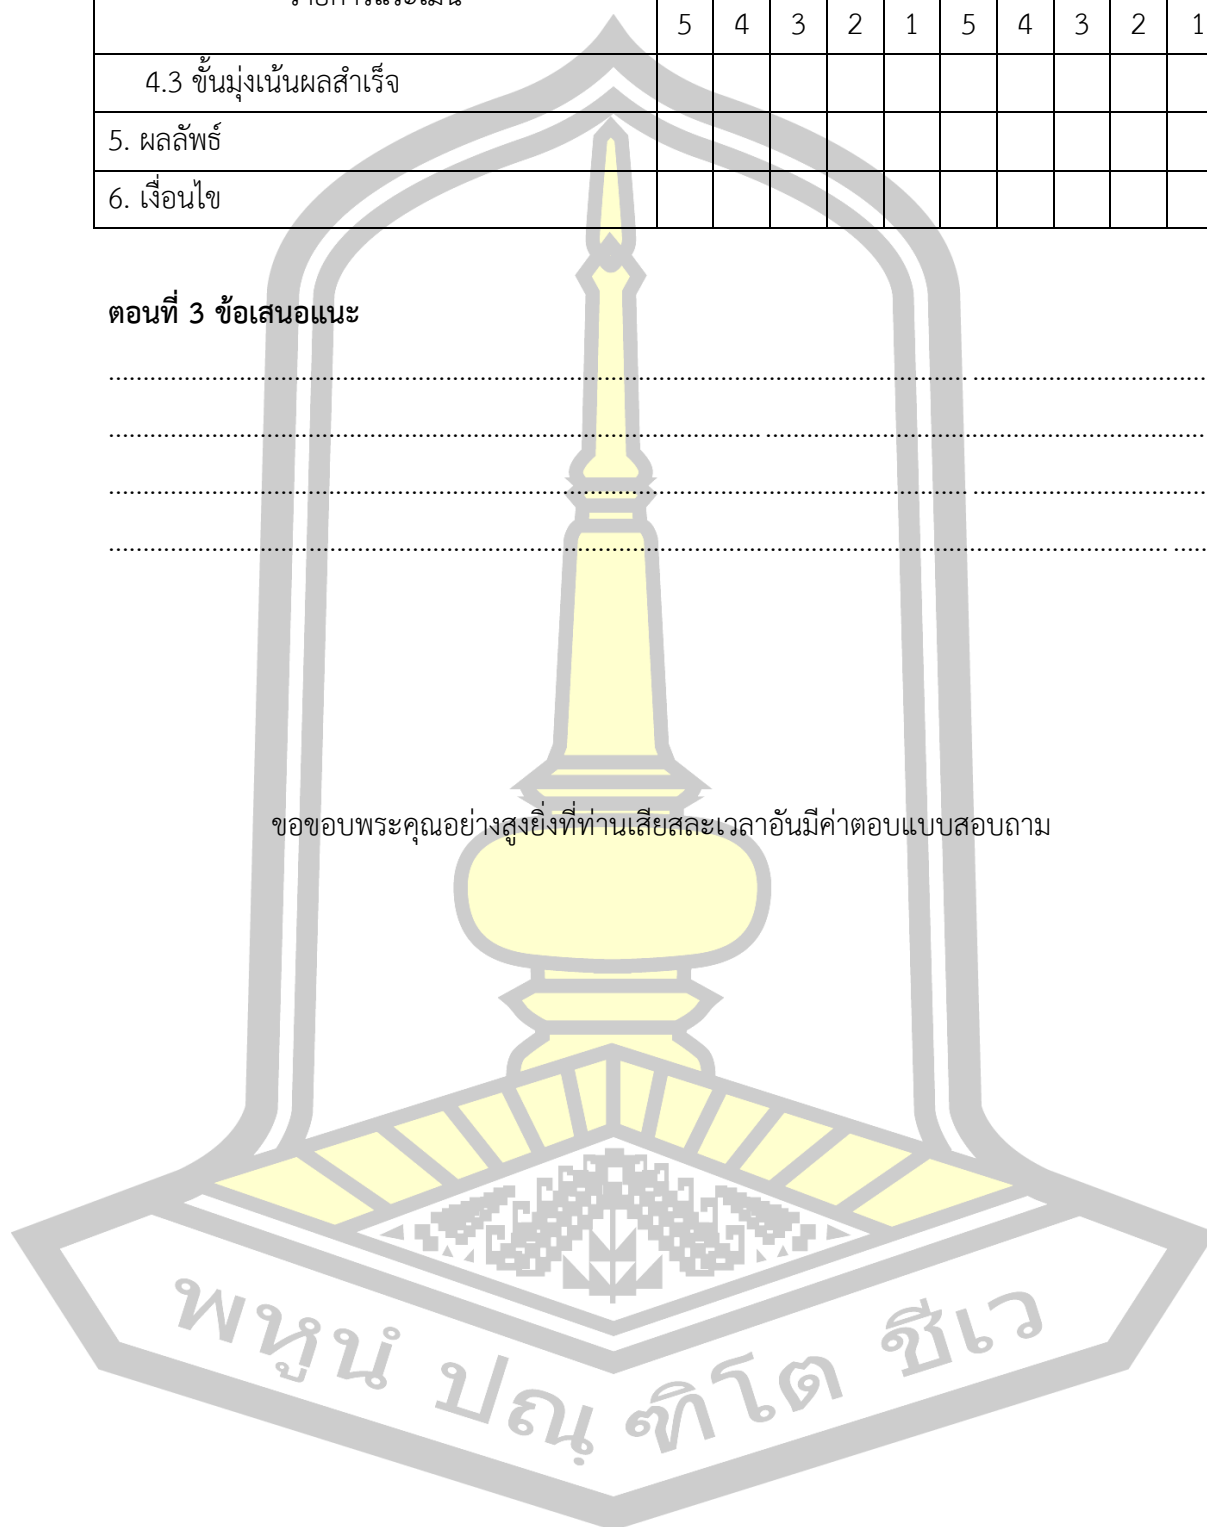 5 4 3 2 1 5 4 3 2 1
4.3 ขั้นมุ่งเน้นผลสำเร็จ
5. ผลลัพธ์
6. เงื่อนไข
ตอนที่ 3 ข้อเสนอแนะ
ขอขอบพระคุณอย่างสูงยิ่งที่ท่านเสียสละเวลาอันมีค่าตอบแบบสอบถาม
พหูนํ ปณฺฑิโต ชีเว